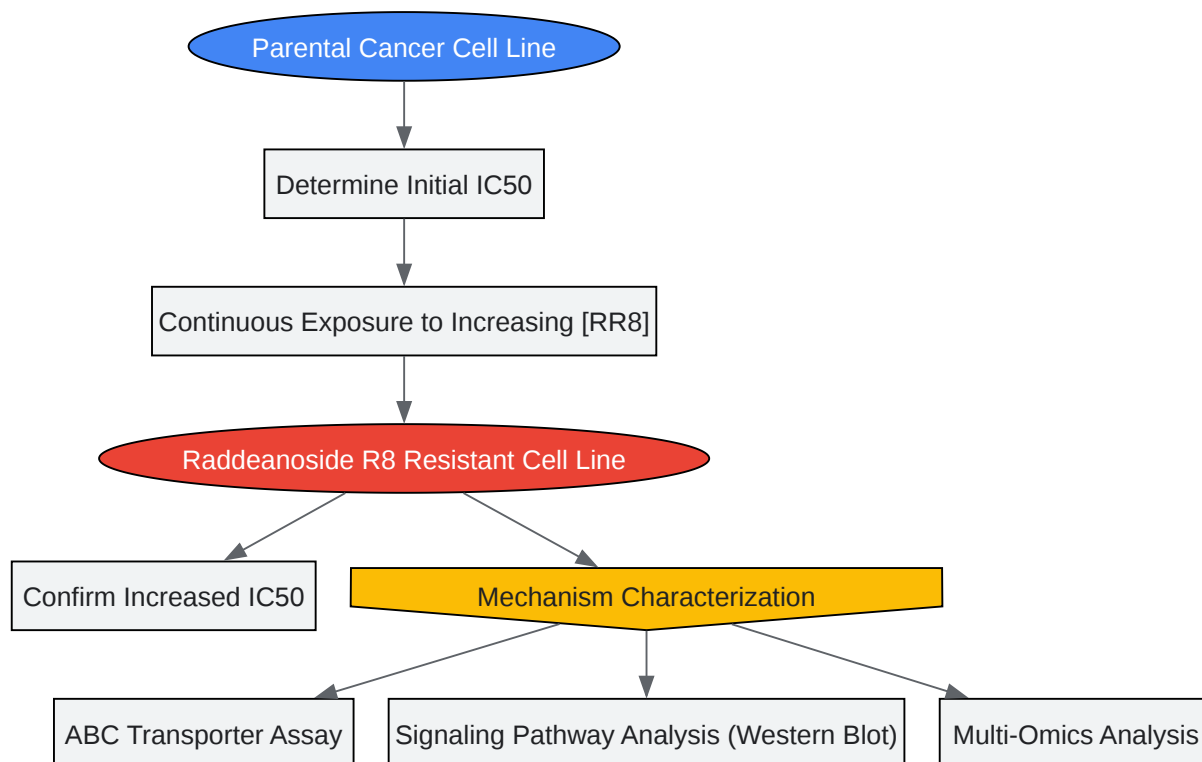 Parental Cancer Cell Line
Determine Initial IC50
Continuous Exposure to Increasing [RR8]
Raddeanoside R8 Resistant Cell Line
Confirm Increased IC50
Mechanism Characterization
ABC Transporter Assay
Signaling Pathway Analysis (Western Blot)
Multi-Omics Analysis